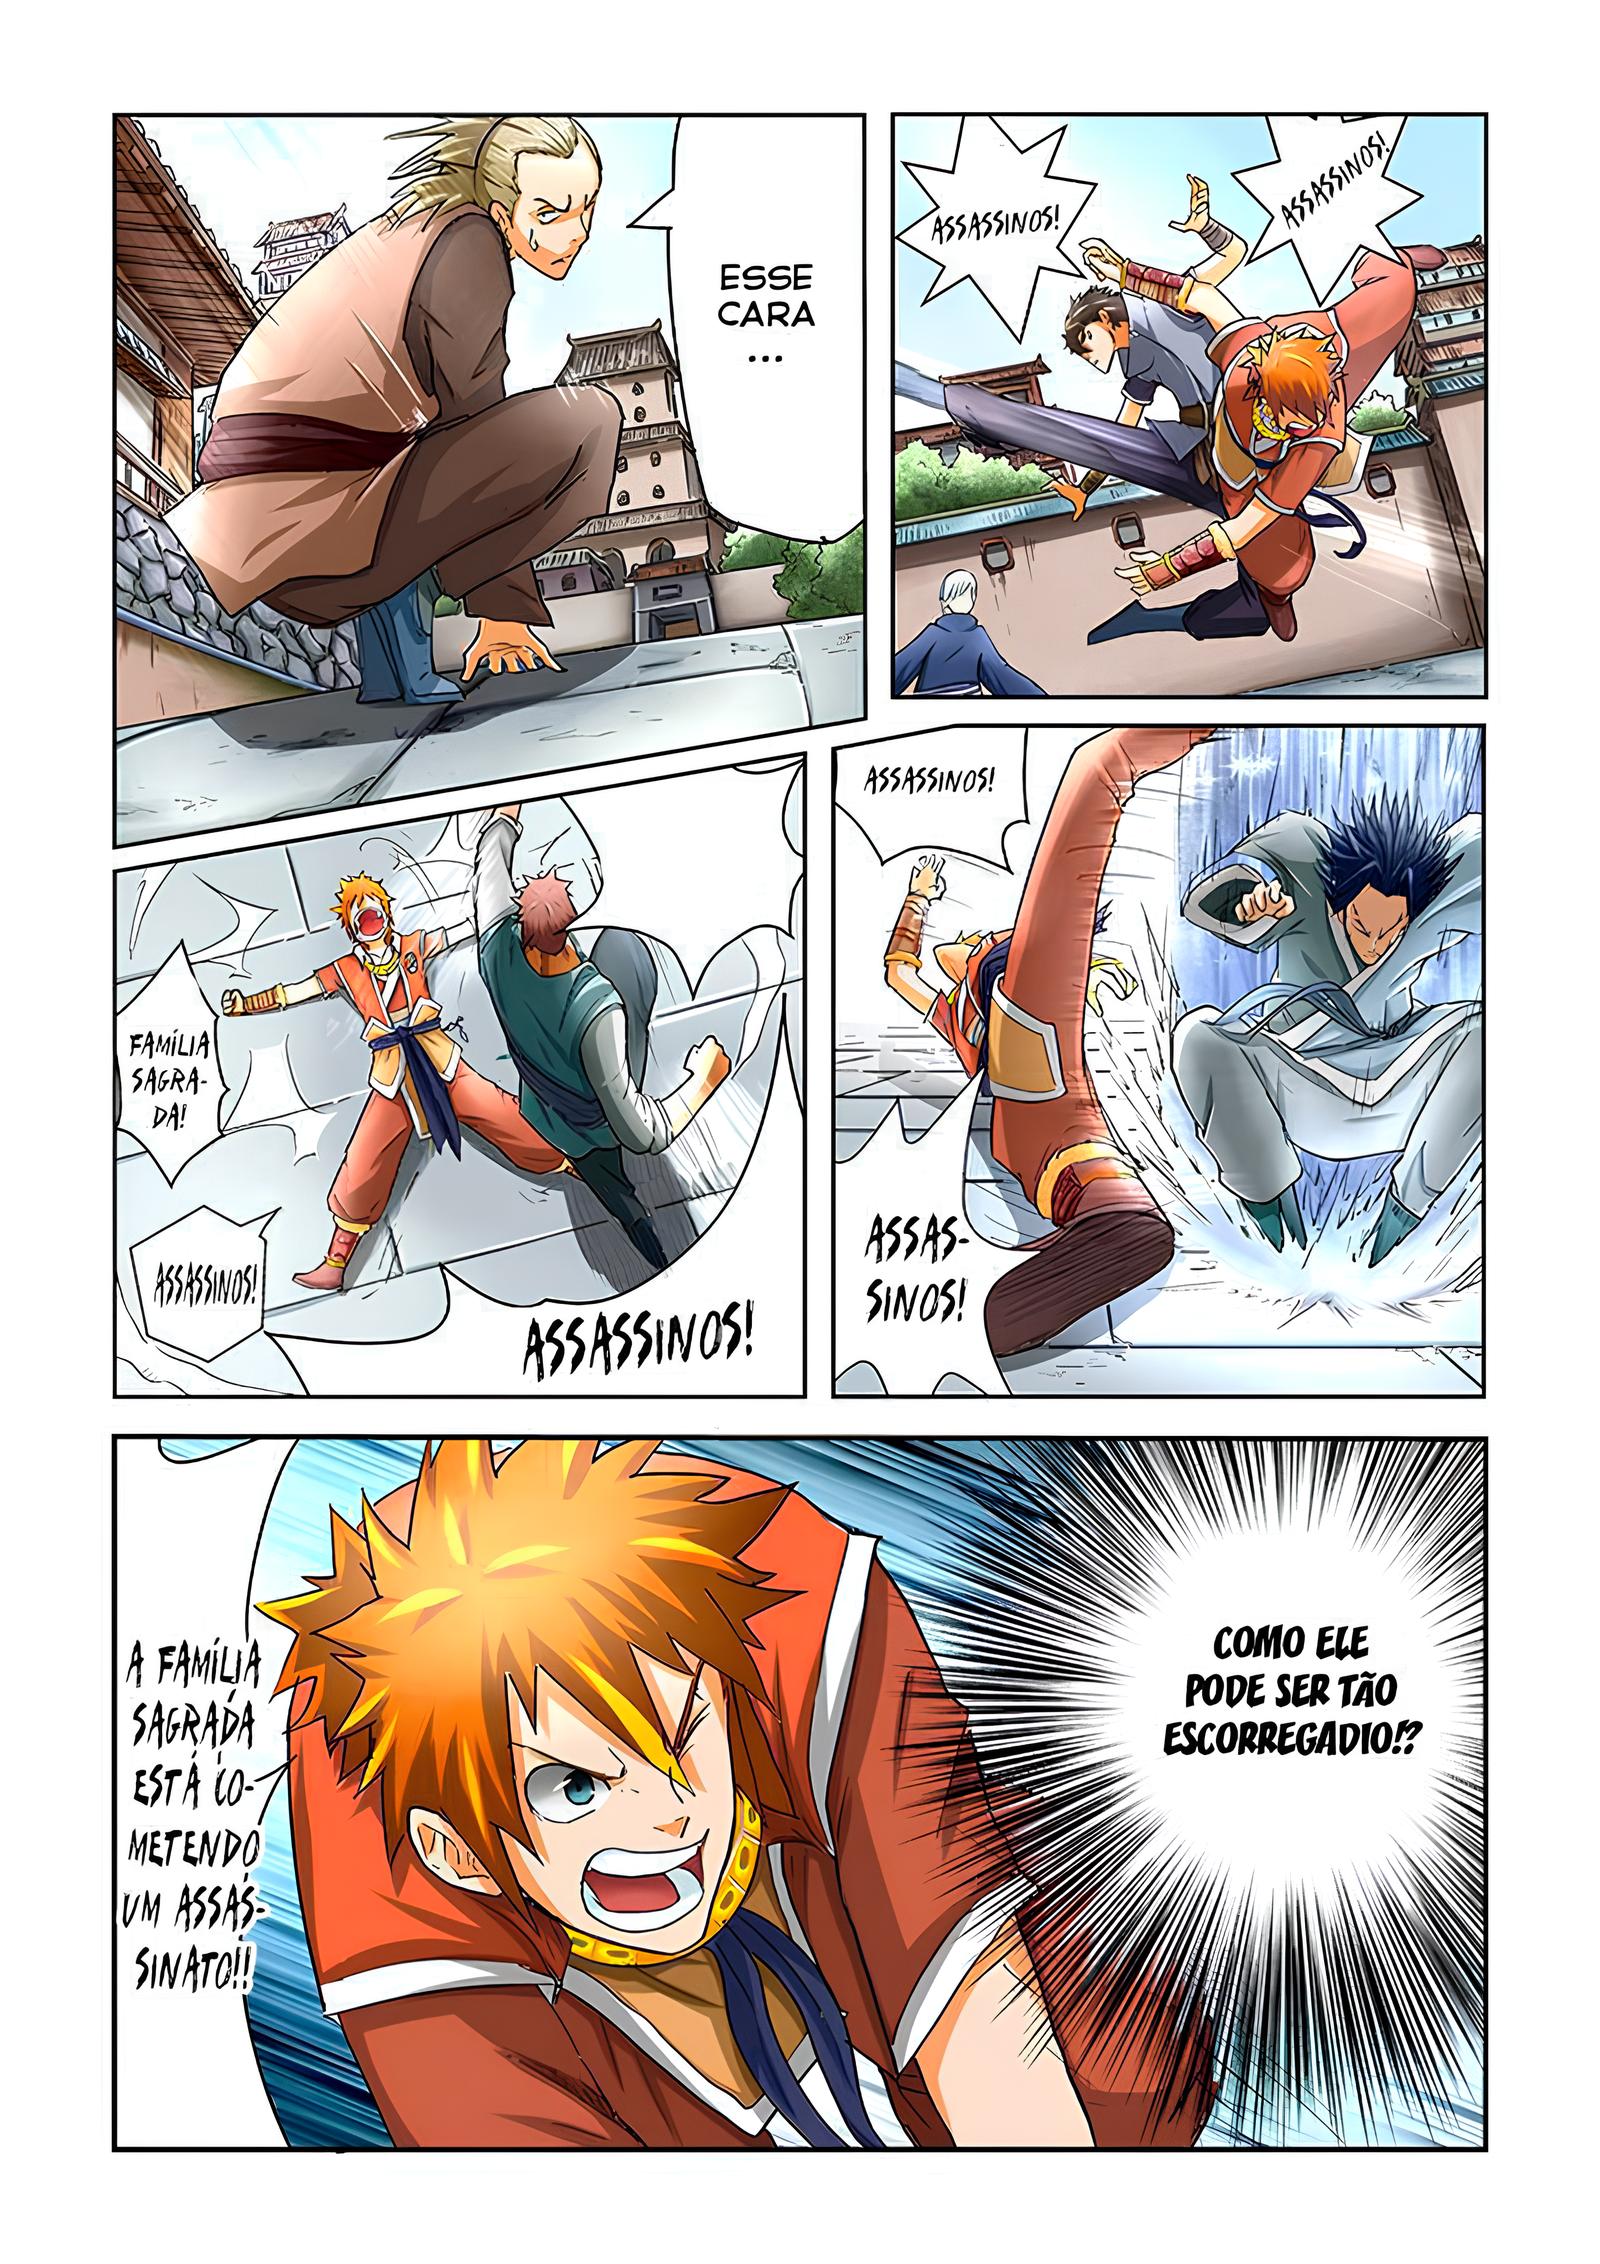 ESSE
CARA
...
ASSASSINOS!
ASSASSINOS!
FAMÍLIA
SAGRA-
DA!
ASSASSINOS!
ASSASSINOS!
ASSASSINOS!
ASSAS-
SINOS!
A FAMÍLIA
SAGRADA
ESTÁ CO-
METENDO
UM ASSAS-
SINATO!!
COMO ELE
PODE SER TÃO
ESCORREGADIO!?